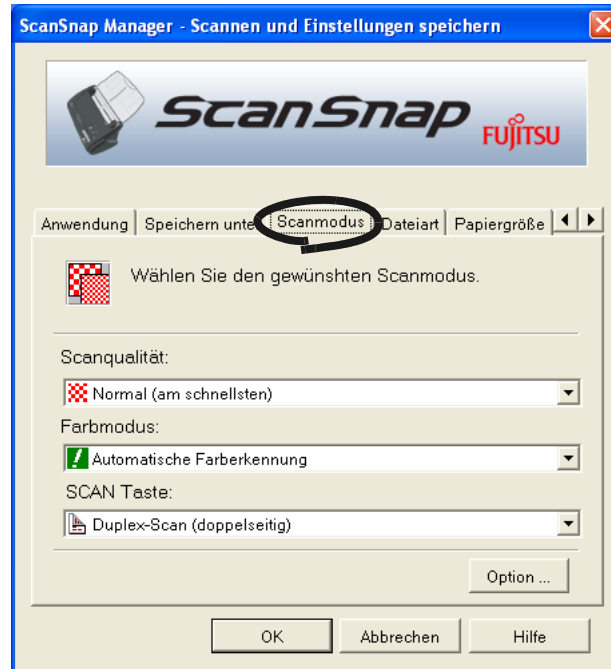 ScanSnap Manager - Scannen und Einstellungen speichern
ScanSnap
FUJITSU
Anwendung Speichern unte Scanmodus Dateiart Papiergröße
Wählen Sie den gewünshten Scanmodus.
Scanqualität:
Normal (am schnellsten)
Farbmodus:
Automatische Farberkennung
SCAN Taste:
Duplex-Scan (doppelseitig)
Option ...
OK Abbrechen Hilfe